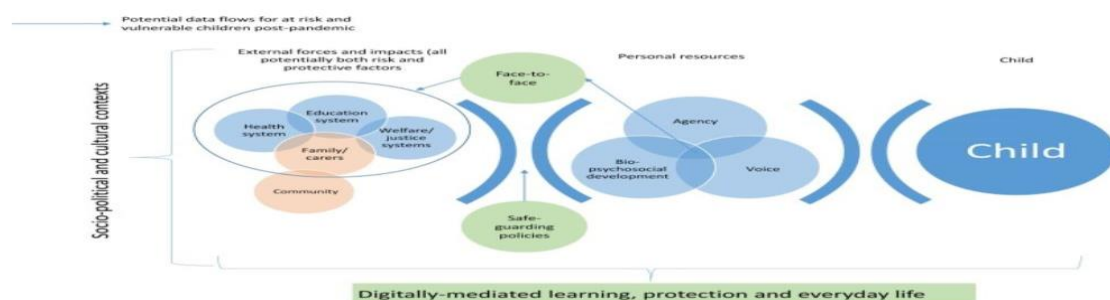 Potential data flows for at risk and
vulnerable children post-pandemic
External forces and impacts (all
potentially both risk and
protective factors
Face-to-
face
Personal resources
Child
Socio-political and cultural contexts
Education
system
Health
system
Welfare/
justice
systems
Family/
carers
Community
Agency
Bio-
psychosocial
development
Voice
Child
Safe-
guarding
policies
Digitally-mediated learning, protection and everyday life